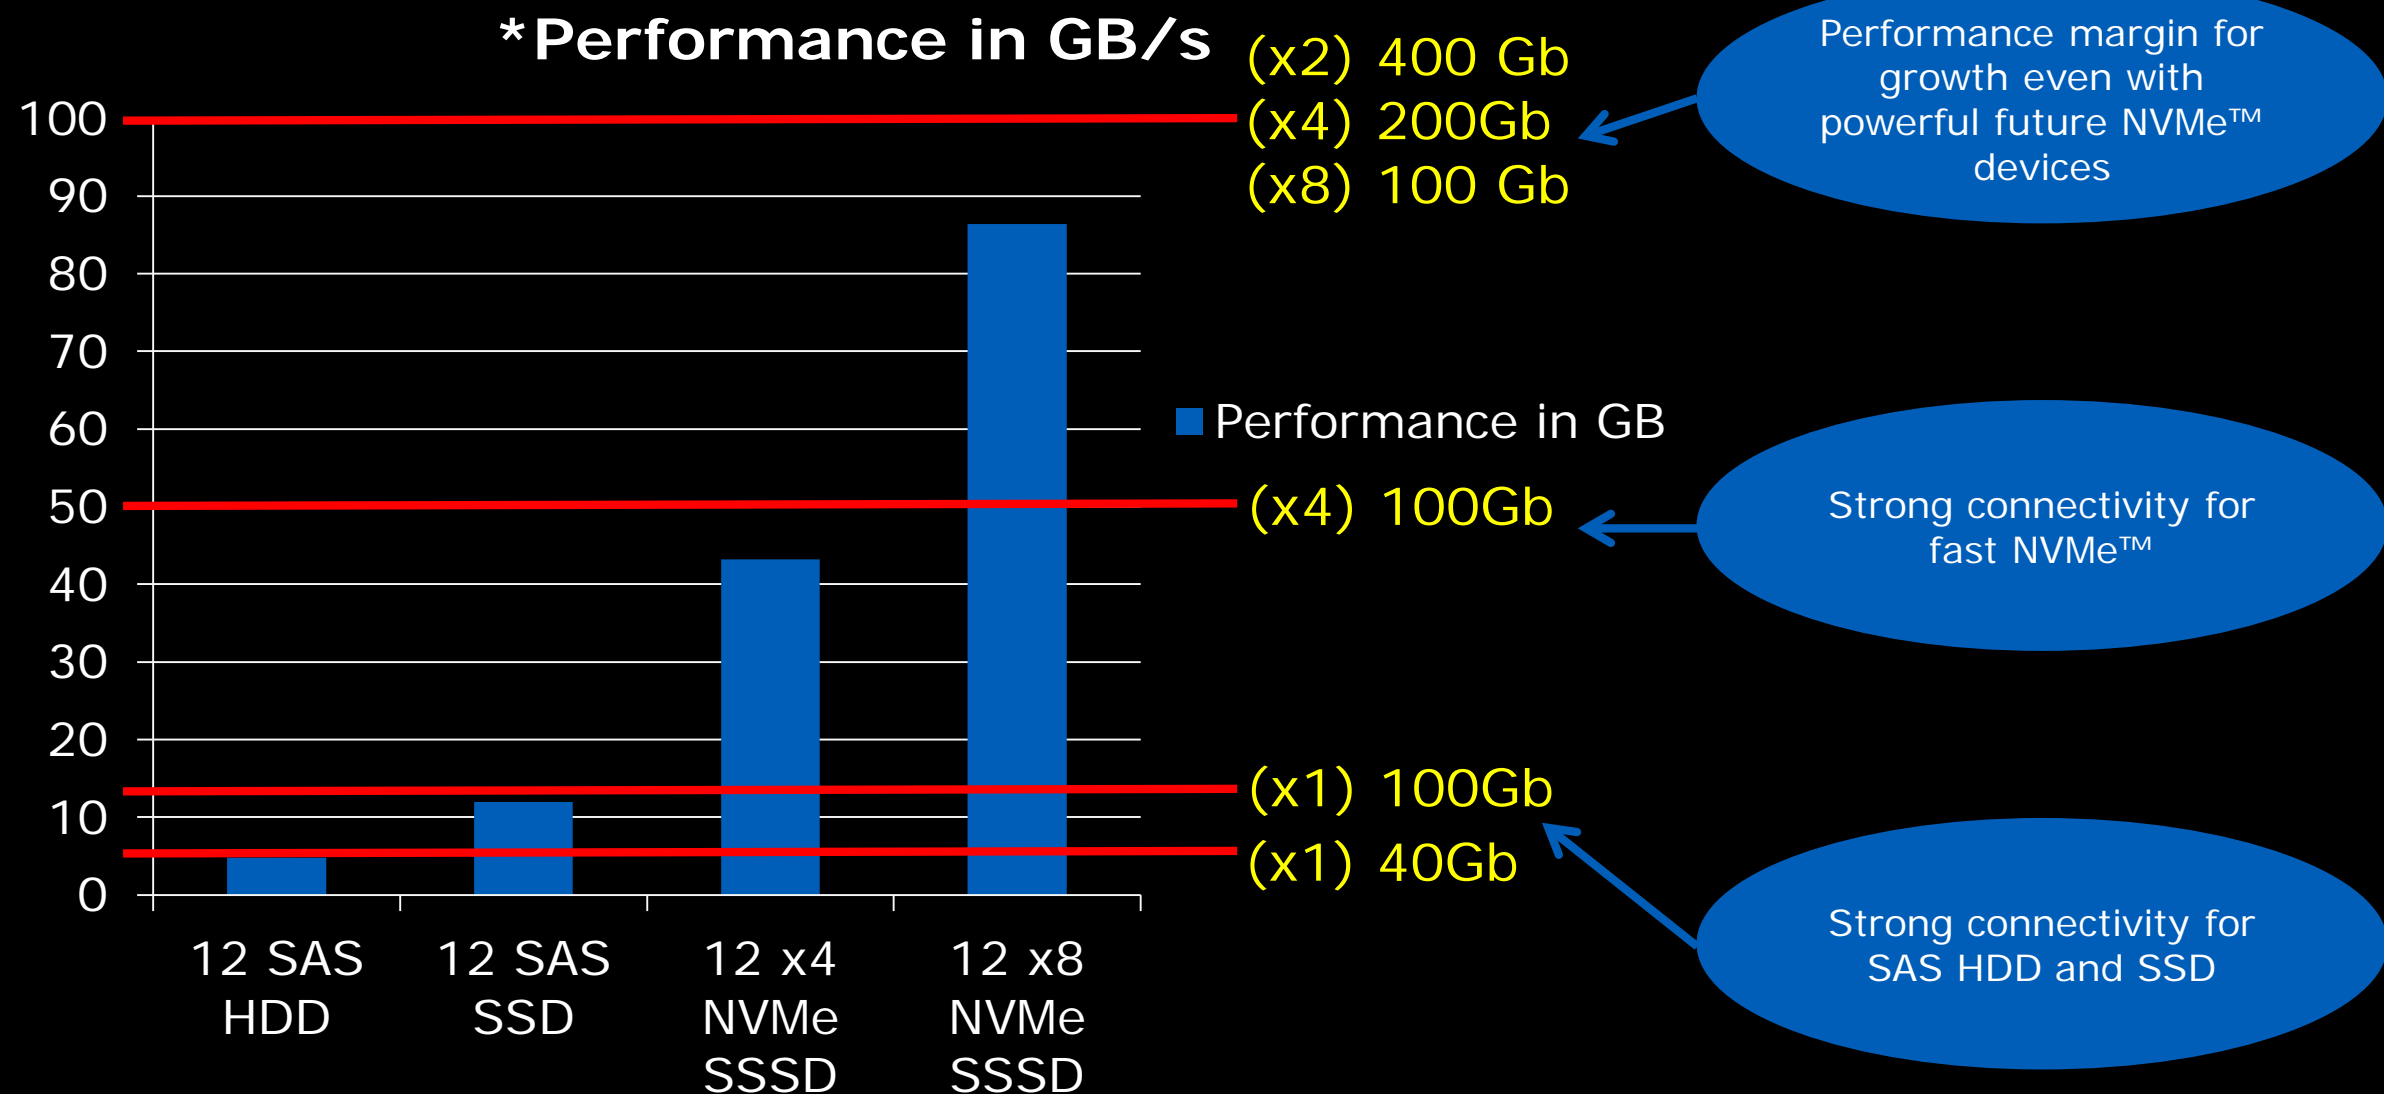 *Performance in GB/s
100
90
80
70
60
50
40
30
20
10
0
12 SAS
HDD
12 SAS
SSD
12 x4
NVMe
SSSD
12 x8
NVMe
SSSD
(x2) 400 Gb
(x4) 200Gb
(x8) 100 Gb
Performance in GB
(x4) 100Gb
(x1) 100Gb
(x1) 40Gb
Performance margin for
growth even with
powerful future NVMe™
devices
Strong connectivity for
fast NVMe™
Strong connectivity for
SAS HDD and SSD